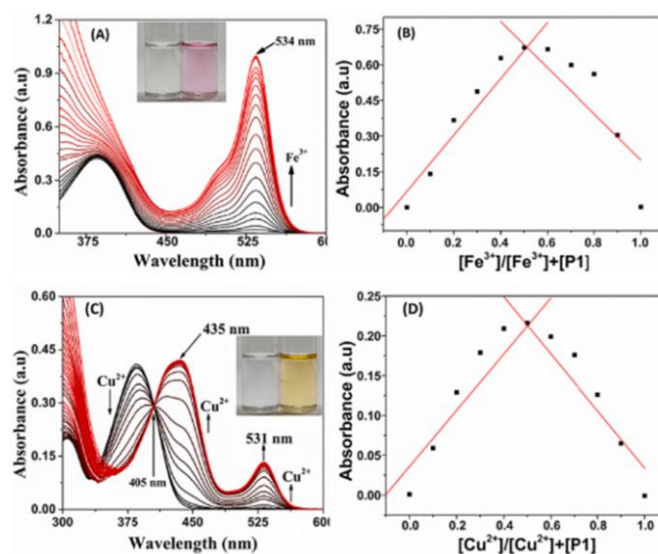 (A)
534 nm
Fe³⁺
Absorbance (a.u)
1.2
0.9
0.6
0.3
0.0
375
450
525
60
Wavelength (nm)
(B)
Absorbance (a.u)
0.75
0.60
0.45
0.30
0.15
0.00
0.0 0.2 0.4 0.6 0.8 1.0
[Fe³⁺]/[Fe³⁺]+[P1]
(C)
435 nm
Cu²⁺
Cu²⁺
531 nm
Cu²⁺
405 nm
Absorbance (a.u)
0.60
0.45
0.30
0.15
0.00
300 375 450 525 600
Wavelength (nm)
(D)
Absorbance (a.u)
0.25
0.20
0.15
0.10
0.05
0.00
0.0 0.2 0.4 0.6 0.8 1.0
[Cu²⁺]/[Cu²⁺]+[P1]